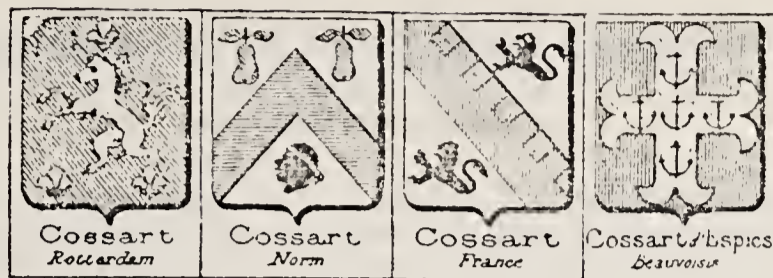 Cossart
Rotterdam
Cossart
Norm
Cossart
France
Cossart d'Espies
Beauvoisis